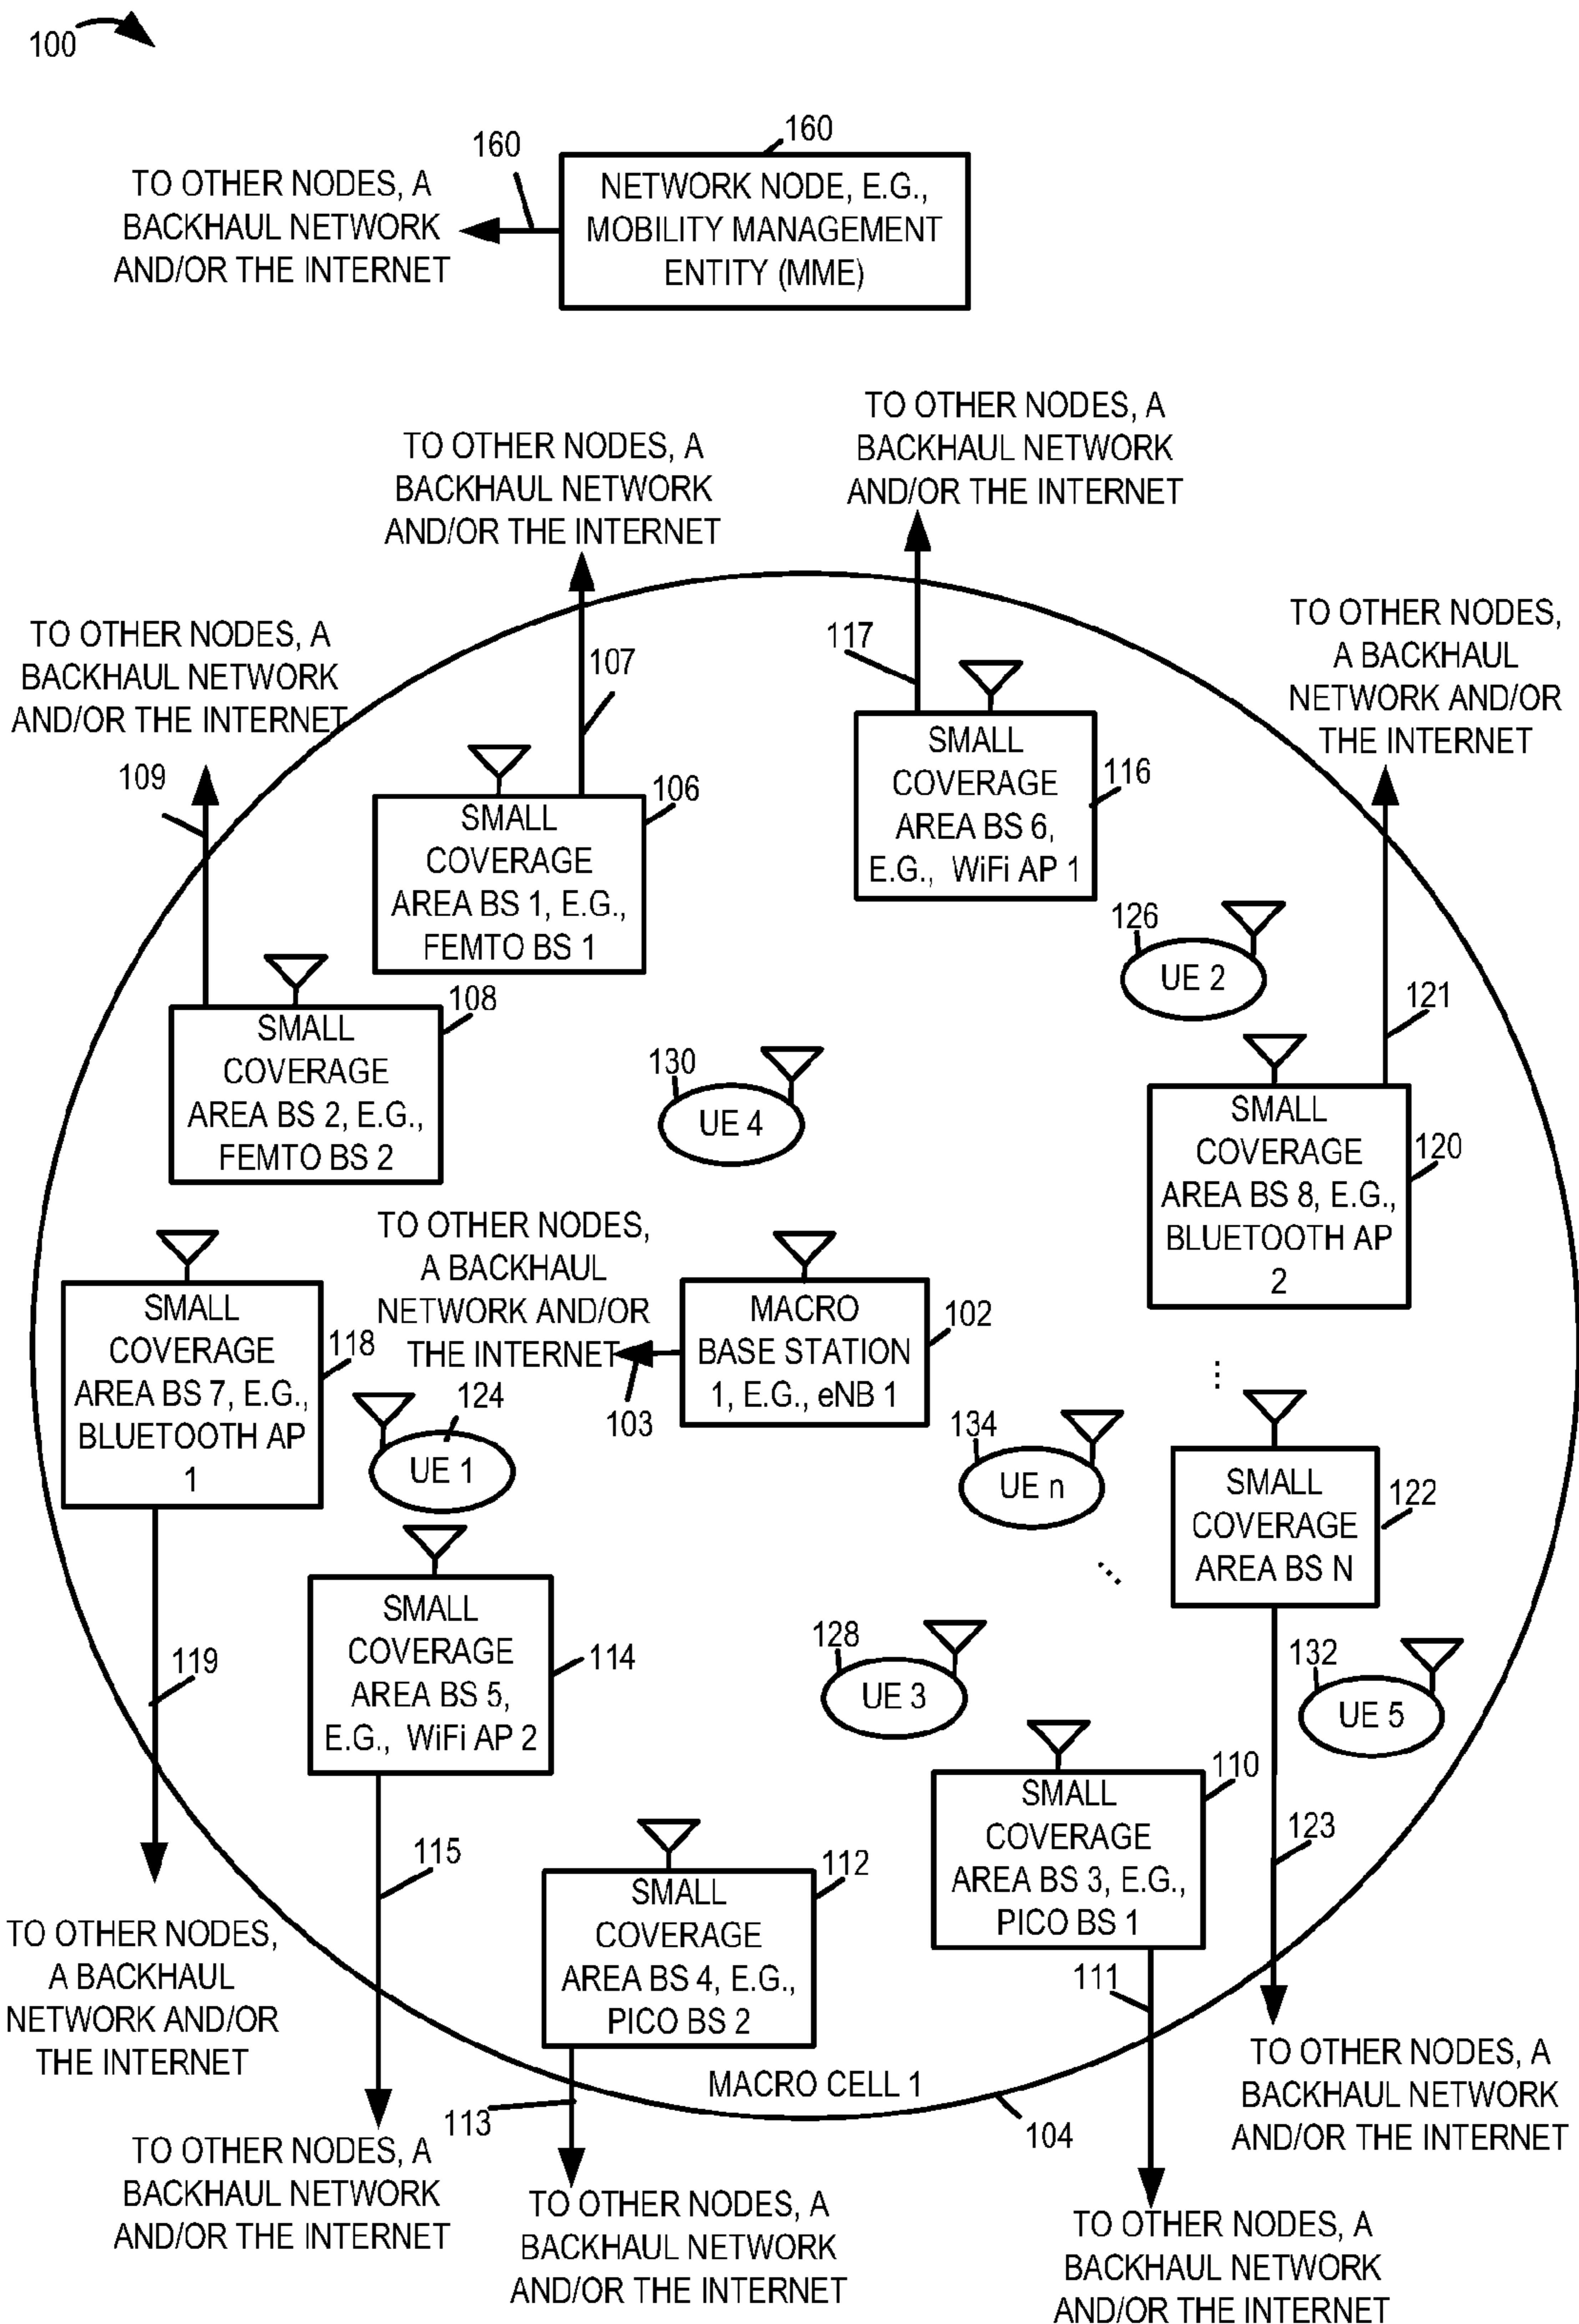 100
160
160
TO OTHER NODES, A
BACKHAUL NETWORK
AND/OR THE INTERNET
NETWORK NODE, E.G.,
MOBILITY MANAGEMENT
ENTITY (MME)
TO OTHER NODES, A
BACKHAUL NETWORK
AND/OR THE INTERNET
TO OTHER NODES, A
BACKHAUL NETWORK
AND/OR THE INTERNET
TO OTHER NODES, A
BACKHAUL NETWORK
AND/OR THE INTERNET
TO OTHER NODES,
A BACKHAUL
NETWORK AND/OR
THE INTERNET
107
117
109
106
SMALL
COVERAGE
AREA BS 1, E.G.,
FEMTO BS 1
116
SMALL
COVERAGE
AREA BS 6,
E.G., WiFi AP 1
126
UE 2
108
SMALL
COVERAGE
AREA BS 2, E.G.,
FEMTO BS 2
121
130
UE 4
120
SMALL
COVERAGE
AREA BS 8, E.G.,
BLUETOOTH AP
2
TO OTHER NODES,
A BACKHAUL
NETWORK AND/OR
THE INTERNET
103
102
MACRO
BASE STATION
1, E.G., eNB 1
118
SMALL
COVERAGE
AREA BS 7, E.G.,
BLUETOOTH AP
1
124
UE 1
134
UE n
...
...
122
SMALL
COVERAGE
AREA BS N
119
114
SMALL
COVERAGE
AREA BS 5,
E.G., WiFi AP 2
128
UE 3
132
UE 5
110
SMALL
COVERAGE
AREA BS 3, E.G.,
PICO BS 1
123
115
112
SMALL
COVERAGE
AREA BS 4, E.G.,
PICO BS 2
111
TO OTHER NODES,
A BACKHAUL
NETWORK AND/OR
THE INTERNET
MACRO CELL 1
104
113
TO OTHER NODES, A
BACKHAUL NETWORK
AND/OR THE INTERNET
TO OTHER NODES, A
BACKHAUL NETWORK
AND/OR THE INTERNET
TO OTHER NODES, A
BACKHAUL NETWORK
AND/OR THE INTERNET
TO OTHER NODES, A
BACKHAUL NETWORK
AND/OR THE INTERNET